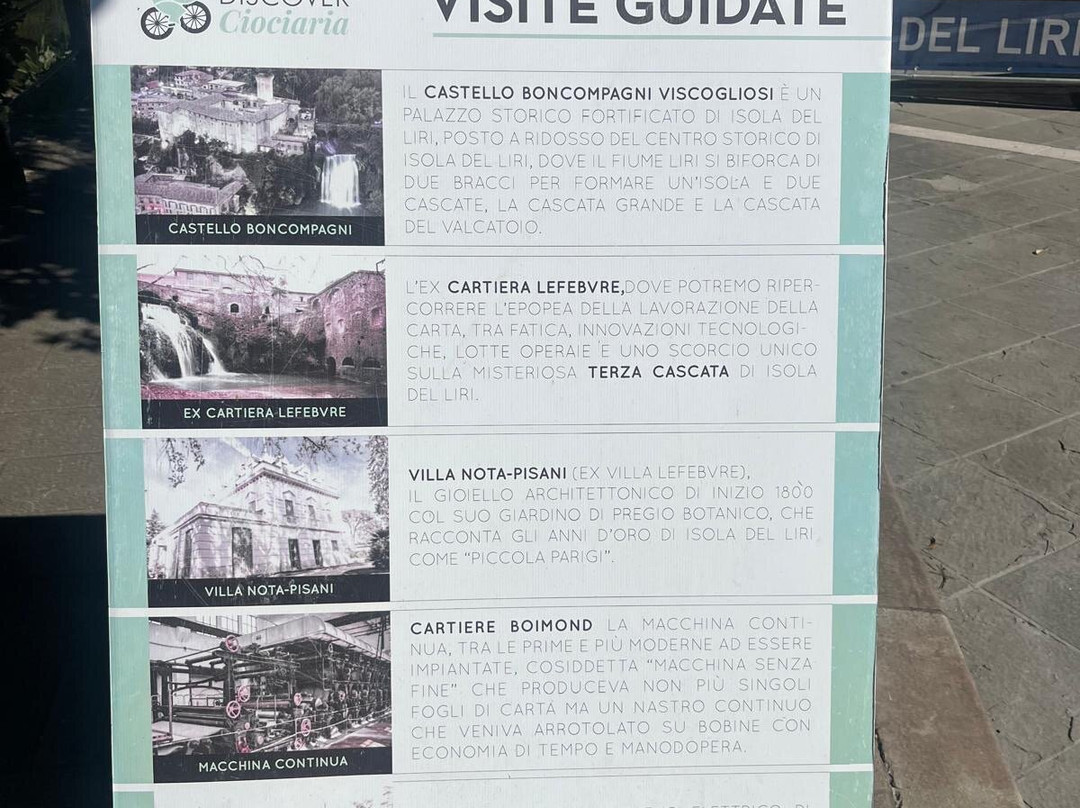 DISCOVER
Ciociaria
VISITE GUIDATE
DEL LIRI
IL CASTELLO BONCOMPAGNI VISCOGLIOSI È UN
PALAZZO STORICO FORTIFICATO DI ISOLA DEL
LIRI, POSTO A RIDOSSO DEL CENTRO STORICO DI
ISOLA DEL LIRI, DOVE IL FIUME LIRI SI BIFORCA DI
DUE BRACCI PER FORMARE UN'ISOLA E DUE
CASCATE, LA CASCATA GRANDE E LA CASCATA
DEL VALCATOIO.
CASTELLO BONCOMPAGNI
L'EX CARTIERA LEFEBVRE,DOVE POTREMO RIPER-
CORRERE L'EPOPEA DELLA LAVORAZIONE DELLA
CARTA, TRA FATICA, INNOVAZIONI TECNOLOGI-
CHE, LOTTE OPERAIE E UNO SCORCIO UNICO
SULLA MISTERIOSA TERZA CASCATA DI ISOLA
DEL LIRI.
EX CARTIERA LEFEBVRE
VILLA NOTA-PISANI (EX VILLA LEFEBVRE),
IL GIOIELLO ARCHITETTONICO DI INIZIO 1800
COL SUO GIARDINO DI PREGIO BOTANICO, CHE
RACCONTA GLI ANNI D'ORO DI ISOLA DEL LIRI
COME “PICCOLA PARIGI”.
VILLA NOTA-PISANI
CARTIERE BOIMOND LA MACCHINA CONTI-
NUA, TRA LE PRIME E PIÙ MODERNE AD ESSERE
IMPIANTATE, COSIDDETTA “MACCHINA SENZA
FINE” CHE PRODUCEVA NON PIÙ SINGOLI
FOGLI DI CARTA MA UN NASTRO CONTINUO
CHE VENIVA ARROTOLATO SU BOBINE CON
ECONOMIA DI TEMPO E MANODOPERA.
MACCHINA CONTINUA
ELETTRICO DI